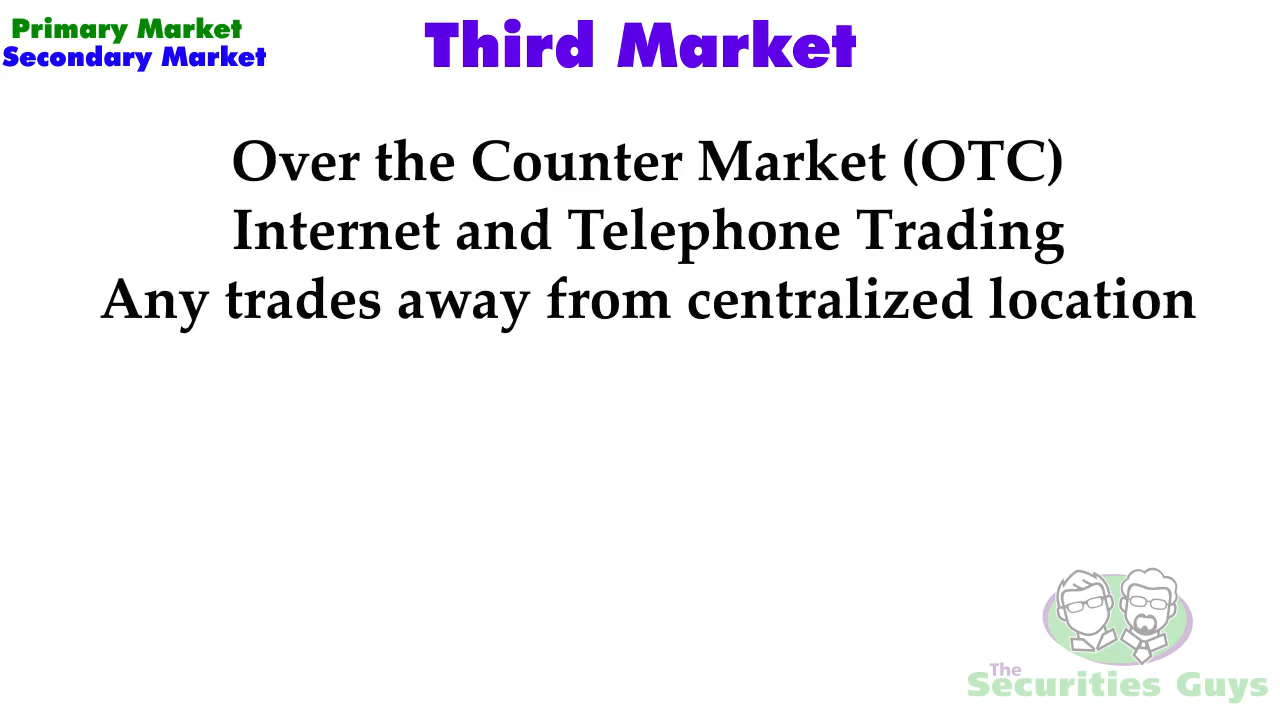 Primary Market
Secondary Market
Third Market
Over the Counter Market (OTC)
Internet and Telephone Trading
Any trades away from centralized location
The
Securities Guys